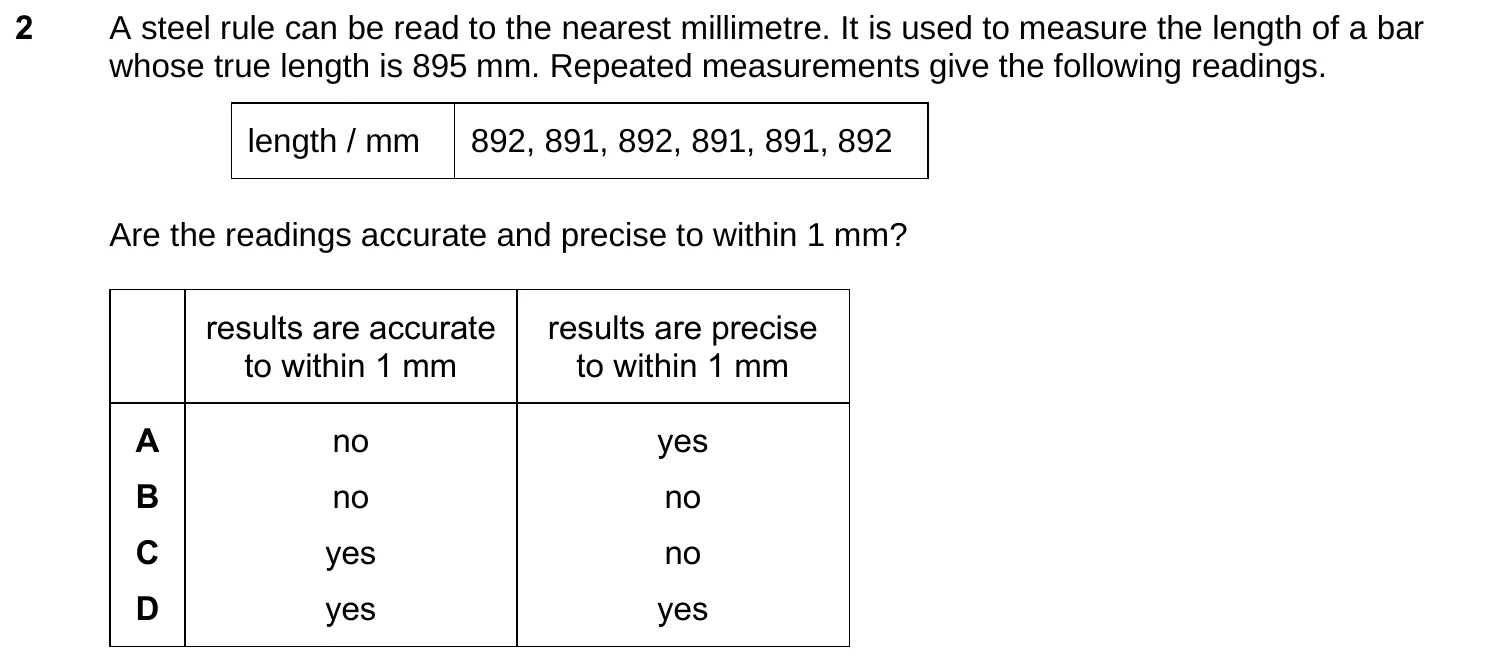 2 A steel rule can be read to the nearest millimetre. It is used to measure the length of a bar
whose true length is 895 mm. Repeated measurements give the following readings.
length / mm 892, 891, 892, 891, 891, 892
Are the readings accurate and precise to within 1 mm?
results are accurate to within 1 mm results are precise to within 1 mm
A no yes
B no no
C yes no
D yes yes